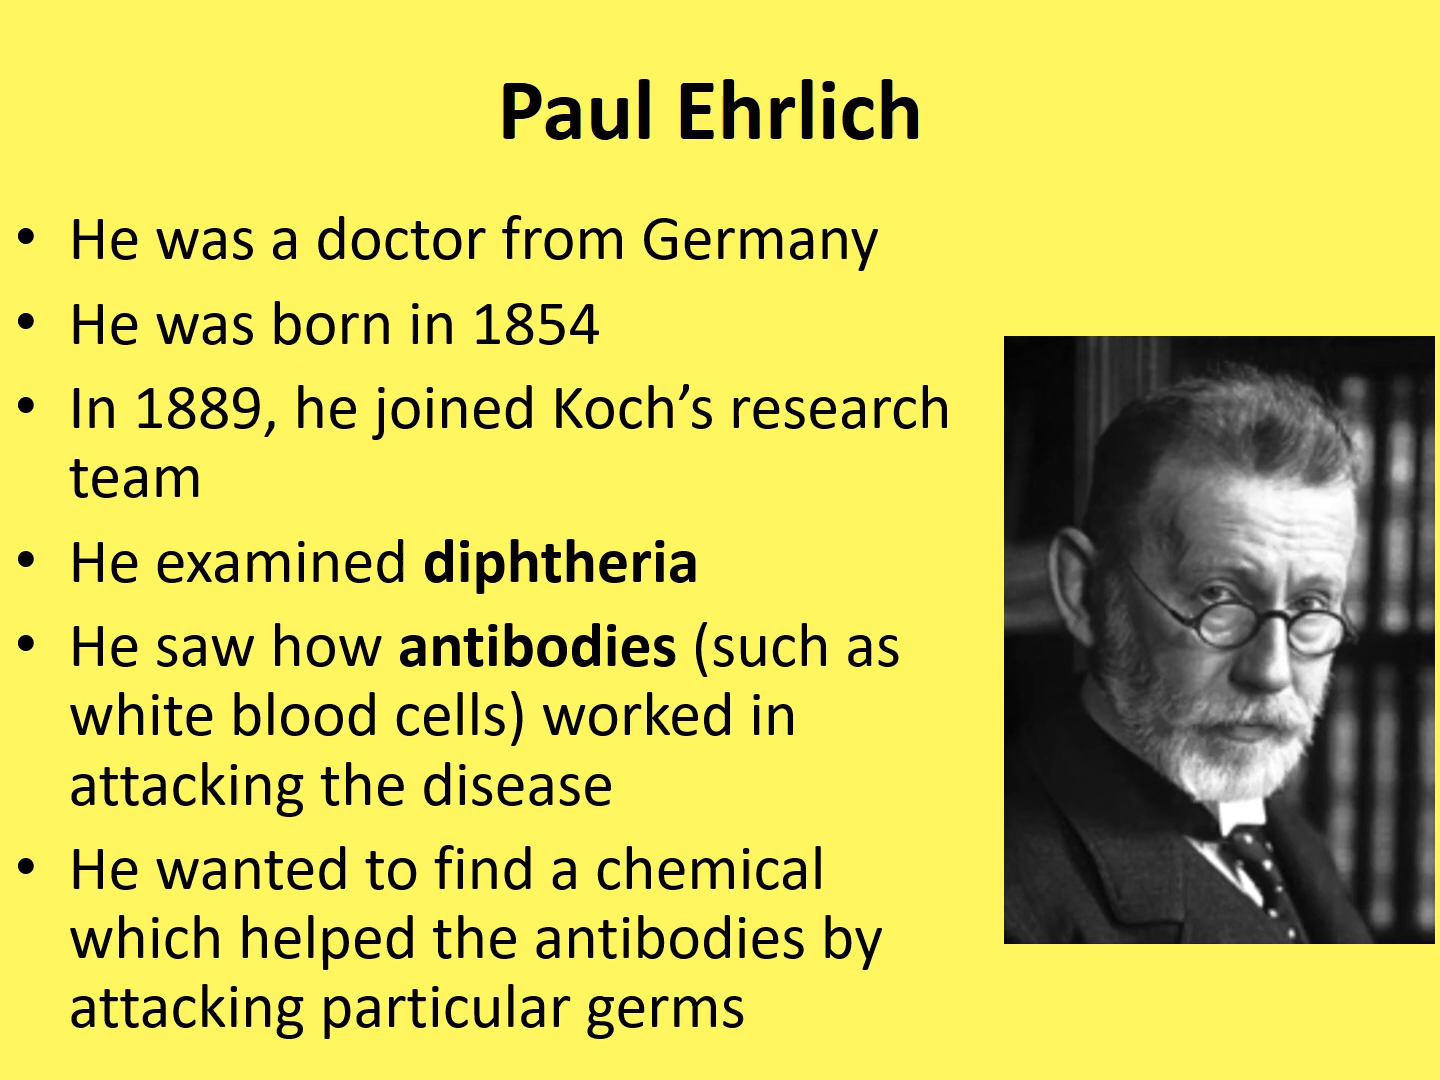 Paul Ehrlich
• He was a doctor from Germany
• He was born in 1854
• In 1889, he joined Koch’s research
team
• He examined diphtheria
• He saw how antibodies (such as
white blood cells) worked in
attacking the disease
• He wanted to find a chemical
which helped the antibodies by
attacking particular germs